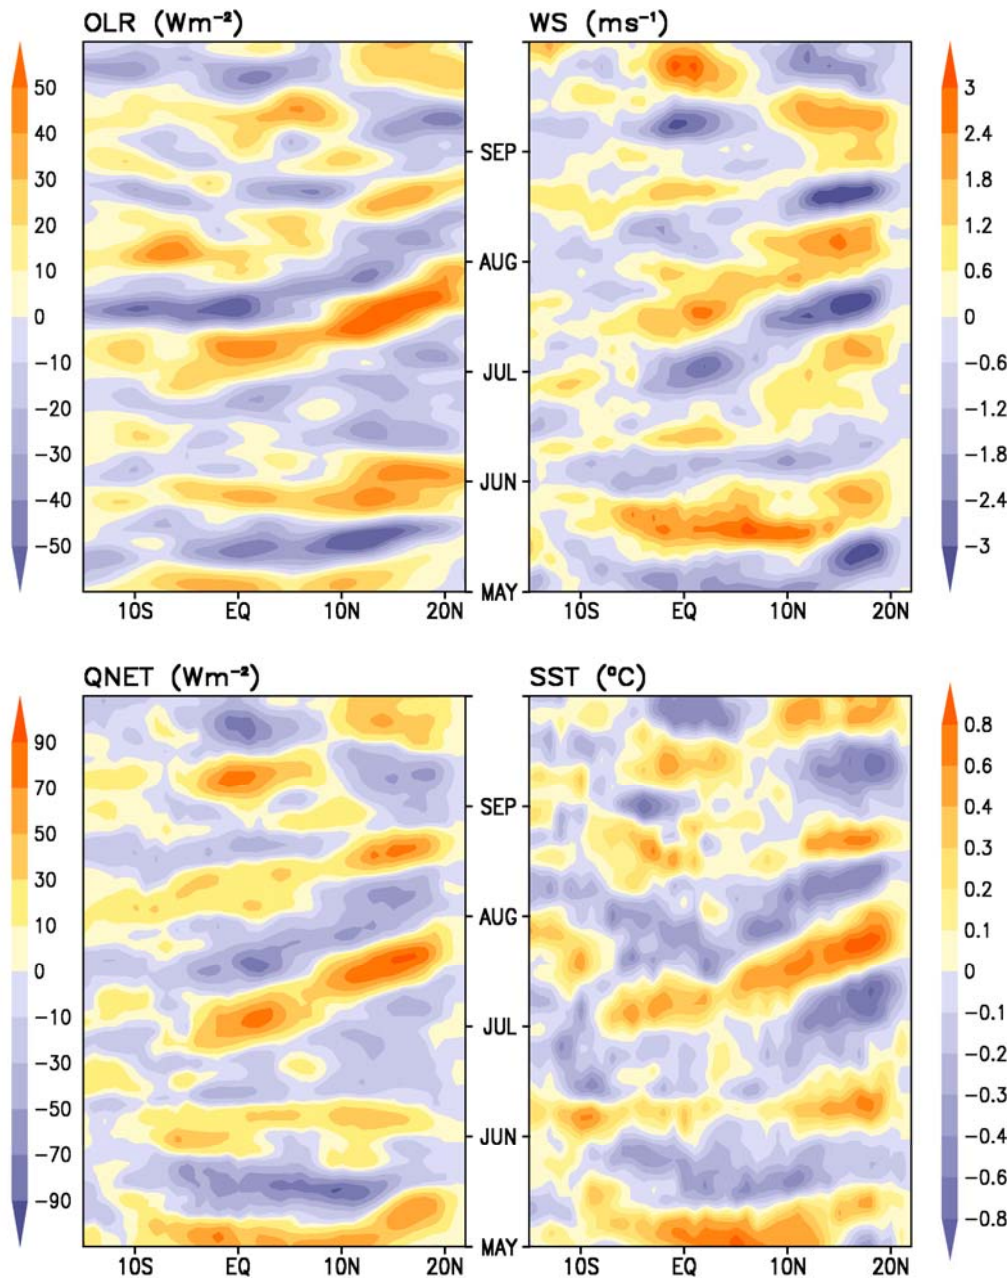 OLR (Wm⁻²)
WS (ms⁻¹)
50
40
30
20
10
0
−10
−20
−30
−40
−50
SEP
AUG
JUL
JUN
MAY
3
2.4
1.8
1.2
0.6
0
−0.6
−1.2
−1.8
−2.4
−3
10S EQ 10N 20N
10S EQ 10N 20N
QNET (Wm⁻²)
SST (°C)
90
70
50
30
10
0
−10
−30
−50
−70
−90
SEP
AUG
JUL
JUN
MAY
0.8
0.6
0.4
0.3
0.2
0.1
0
−0.1
−0.2
−0.3
−0.4
−0.6
−0.8
10S EQ 10N 20N
10S EQ 10N 20N